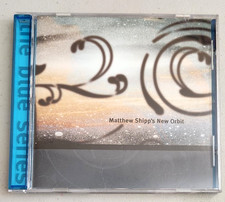 the blue series
Matthew Shipp's New Orbit